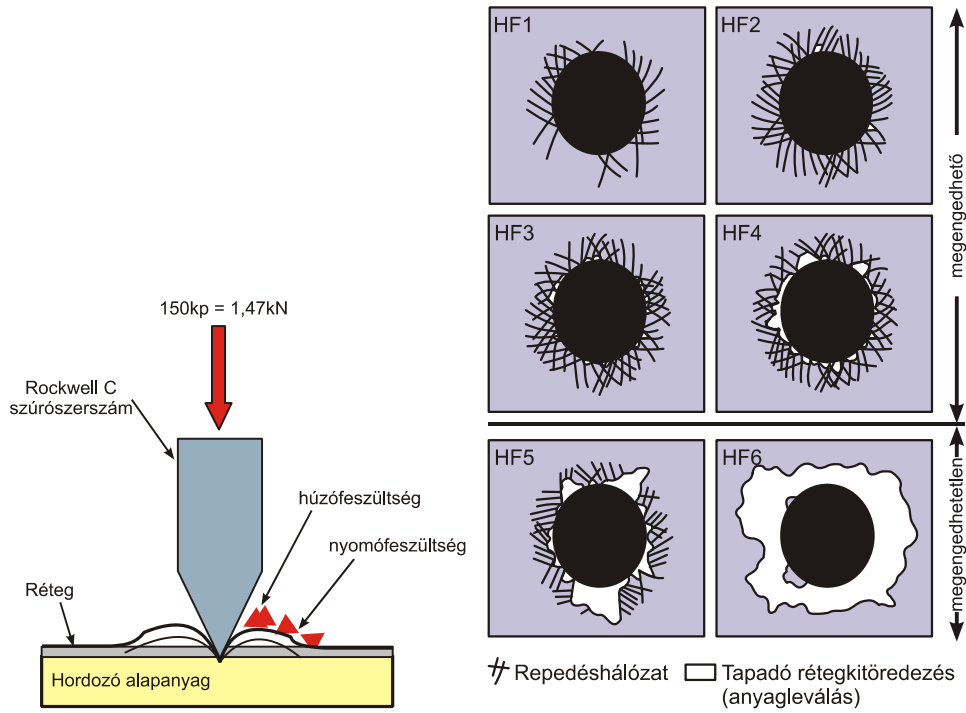 150kp = 1,47kN
Rockwell C
szúrószerszám
húzófeszültség
nyomófeszültség
Réteg
Hordozó alapanyag
HF1
HF2
HF3
HF4
HF5
HF6
megengedhető
megengedhetetlen
Repedéshálózat
Tapadó rétegkitöredezés
(anyagleválás)